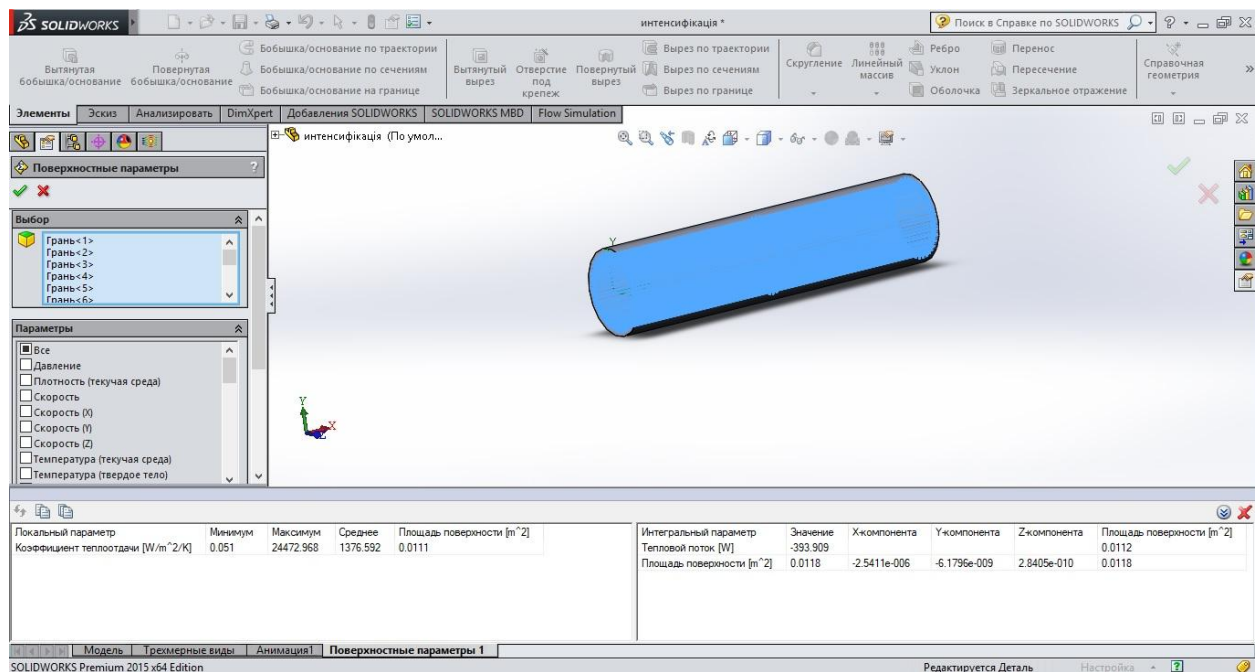 SOLIDWORKS
интенсифікація *
Поиск в Справке по SOLIDWORKS
Вытянутая бобышка/основание
Повернутая бобышка/основание
Бобышка/основание по траектории
Бобышка/основание по сечениям
Бобышка/основание на границе
Вытянутый вырез
Отверстие под крепеж
Повернутый вырез
Вырез по траектории
Вырез по сечениям
Вырез по границе
Скругление
Линейный массив
Ребро
Уклон
Оболочка
Перенос
Пересечение
Зеркальное отражение
Справочная геометрия
Элементы Эскиз Анализировать DimXpert Добавления SOLIDWORKS SOLIDWORKS MBD Flow Simulation
интенсифікація (По умол...
Поверхностные параметры ?
Выбор
Грань<1>
Грань<2>
Грань<3>
Грань<4>
Грань<5>
Грань<6>
Параметры
Все
Давление
Плотность (текучая среда)
Скорость
Скорость (X)
Скорость (Y)
Скорость (Z)
Температура (текучая среда)
Температура (твердое тело)
Y
Y
X
Z
Локальный параметр Минимум Максимум Среднее Площадь поверхности [m^2]
Коэффициент теплоотдачи [W/m^2/K] 0.051 24472.968 1376.592 0.0111
Интегральный параметр Значение X-компонента Y-компонента Z-компонента Площадь поверхности [m^2]
Тепловой поток [W] -393.909 0.0112
Площадь поверхности [m^2] 0.0118 -2.5411e-006 -6.1796e-009 2.8405e-010 0.0118
Модель Трехмерные виды Анимация1 Поверхностные параметры 1
SOLIDWORKS Premium 2015 x64 Edition Редактируется Деталь Настройка